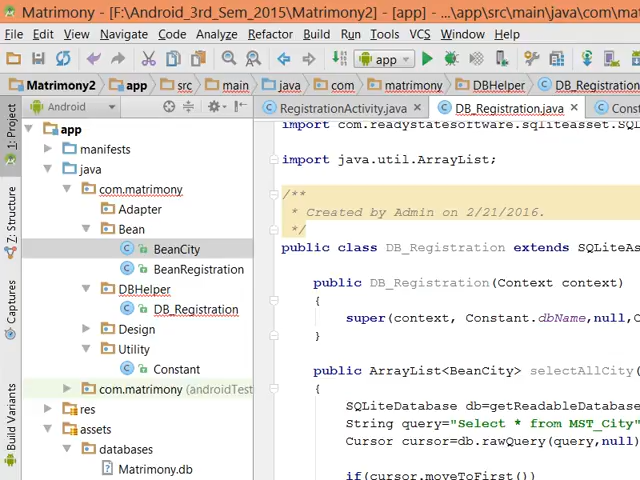 Matrimony - [F:\Android_3rd_Sem_2015\Matrimony2] - [app] - ...\app\src\main\java\com\mat
File Edit View Navigate Code Analyze Refactor Build Run Tools VCS Window Help
app
Matrimony2 app src main java com matrimony DBHelper DB_Registration
1: Project
Z: Structure
Captures
Build Variants
Android
RegistrationActivity.java DB_Registration.java Const
app
manifests
java
com.matrimony
Adapter
Bean
BeanCity
BeanRegistration
DBHelper
DB_Registration
Design
Utility
Constant
com.matrimony (androidTest
res
assets
databases
Matrimony.db
import com.readystatesoftware.sqliteasset.SQL
import java.util.ArrayList;
/**
* Created by Admin on 2/21/2016.
*/
public class DB_Registration extends SQLiteAs
public DB_Registration(Context context)
{
super(context, Constant.dbName,null,C
}
public ArrayList<BeanCity> selectAllCity(
{
SQLiteDatabase db=getReadableDatabase
String query="Select * from MST_City"
Cursor cursor=db.rawQuery(query,null)
if(cursor.moveToFirst())